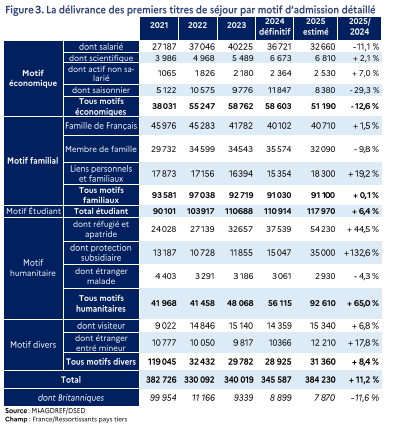 Figure 3. La délivrance des premiers titres de séjour par motif d'admission détaillé
2021 2022 2023 2024 définitif 2025 estimé 2025/2024
Motif économique
dont salarié 27 187 37 046 40225 36 721 32 660 -11,1 %
dont scientifique 3 986 4 968 5 489 6 673 6 810 + 2,1 %
dont actif non salarié 1065 1 826 2 180 2 364 2 530 + 7,0 %
dont saisonnier 5 122 10 575 9 776 11847 8 380 -29,3 %
Tous motifs économiques 38 031 55 247 58 762 58 603 51 190 -12,6 %
Motif familial
Famille de Français 45 976 45 283 41782 40 102 40 710 + 1,5 %
Membre de famille 29 732 34 599 34 543 35 574 32 090 - 9,8 %
Liens personnels et familiaux 17 873 17 156 16 394 15 354 18 300 + 19,2 %
Tous motifs familiaux 93 581 97 038 92 719 91 030 91 100 + 0,1 %
Motif Étudiant Total étudiant 90 101 103 917 110688 110 914 117 970 + 6,4 %
Motif humanitaire
dont réfugié et apatride 24 028 27 139 32 657 37 539 54 230 + 44,5 %
dont protection subsidiaire 13 187 10 728 11 855 15 047 35 000 +132,6 %
dont étranger malade 4 403 3 291 3 186 3 061 2 930 - 4,3 %
Tous motifs humanitaires 41 968 41 458 48 068 56 115 92 610 + 65,0 %
Motif divers
dont visiteur 9 022 14 846 15 140 14 359 15 340 + 6,8 %
dont étranger entré mineur 10 777 10 050 9 817 10366 12 210 + 17,8 %
Tous motifs divers 119 045 32 432 29 782 28 925 31 360 + 8,4 %
Total 382 726 330 092 340 019 345 587 384 230 + 11,2 %
dont Britanniques 99 954 11 166 9339 8 899 7 870 -11,6 %
Source : MI-AGDREF/DSED
Champ : France/Ressortissants pays tiers